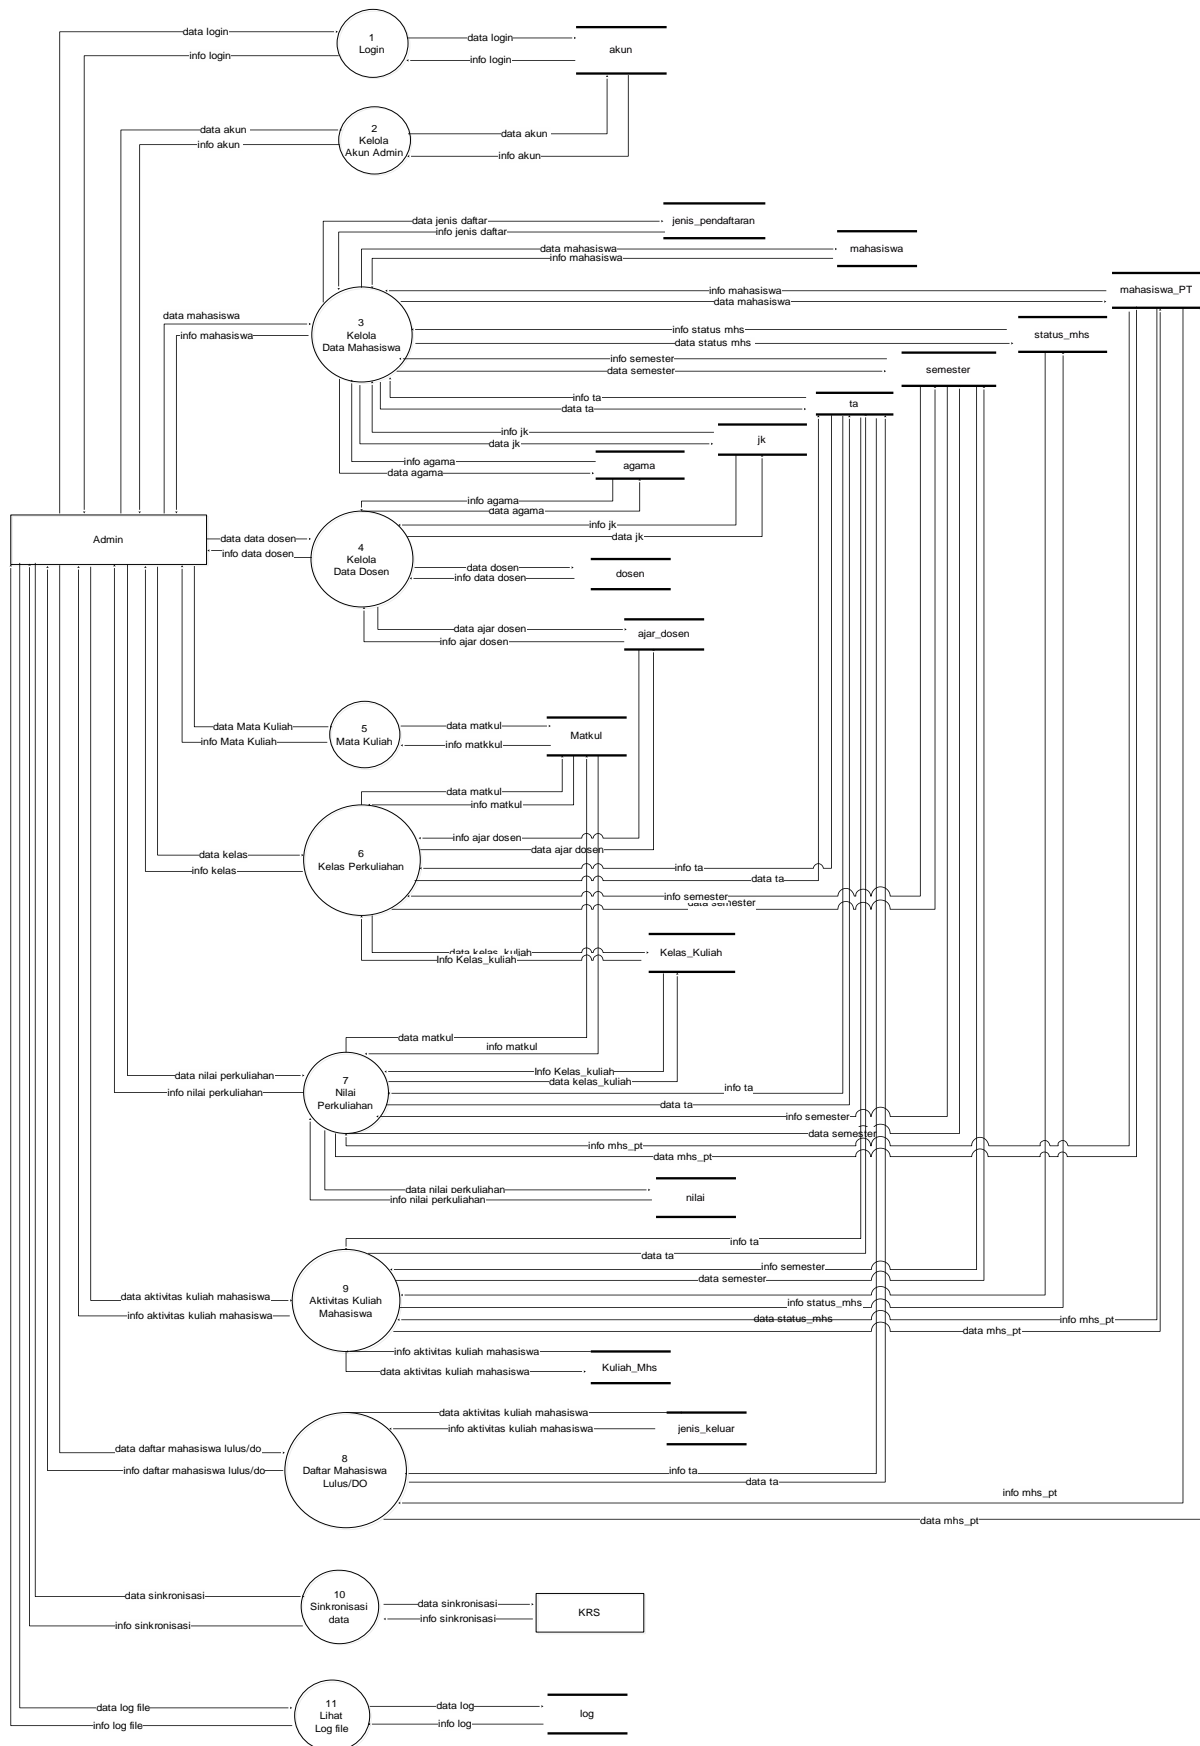 data login
1
Login
data login
akun
info login
info login
data akun
2
Kelola
Akun Admin
data akun
info akun
info akun
data jenis daftar
jenis_pendaftaran
info jenis daftar
data mahasiswa
mahasiswa
info mahasiswa
info mahasiswa
mahasiswa_PT
data mahasiswa
data mahasiswa
info mahasiswa
3
Kelola
Data Mahasiswa
info status mhs
status_mhs
data status mhs
info semester
semester
data semester
info ta
ta
data ta
info jk
jk
data jk
info agama
agama
data agama
info agama
data agama
info jk
data jk
Admin
data data dosen
info data dosen
4
Kelola
Data Dosen
data dosen
dosen
info data dosen
data ajar dosen
ajar_dosen
info ajar dosen
data Mata Kuliah
info Mata Kuliah
5
Mata Kuliah
data matkul
Matkul
info matkkul
data matkul
info matkul
info ajar dosen
data ajar dosen
6
Kelas Perkuliahan
data kelas
info kelas
info ta
data ta
info semester
data semester
data kelas_kuliah
Info Kelas_kuliah
Kelas_Kuliah
data matkul
info matkul
Info Kelas_kuliah
data kelas_kuliah
data nilai perkuliahan
info nilai perkuliahan
7
Nilai
Perkuliahan
info ta
data ta
info semester
data semester
info mhs_pt
data mhs_pt
data nilai perkuliahan
info nilai perkuliahan
nilai
info ta
data ta
info semester
data semester
9
Aktivitas Kuliah
Mahasiswa
data aktivitas kuliah mahasiswa
info aktivitas kuliah mahasiswa
info status_mhs
data status_mhs
info mhs_pt
data mhs_pt
info aktivitas kuliah mahasiswa
data aktivitas kuliah mahasiswa
Kuliah_Mhs
data aktivitas kuliah mahasiswa
info aktivitas kuliah mahasiswa
jenis_keluar
data daftar mahasiswa lulus/do
info daftar mahasiswa lulus/do
8
Daftar Mahasiswa
Lulus/DO
info ta
data ta
info mhs_pt
data mhs_pt
data sinkronisasi
info sinkronisasi
10
Sinkronisasi
data
data sinkronisasi
info sinkronisasi
KRS
data log file
info log file
11
Lihat
Log file
data log
info log
log